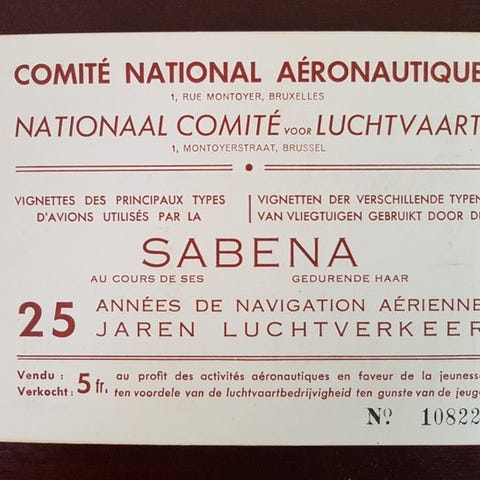 COMITÉ NATIONAL AÉRONAUTIQUE
1, RUE MONTOYER, BRUXELLES
NATIONAAL COMITÉ VOOR LUCHTVAART
1, MONTOYERSTRAAT, BRUSSEL
VIGNETTES DES PRINCIPAUX TYPES
D'AVIONS UTILISÉS PAR LA
VIGNETTEN DER VERSCHILLENDE TYPEN
VAN VLIEGTUIGEN GEBRUIKT DOOR D
SABENA
AU COURS DE SES GEDURENDE HAAR
25 ANNÉES DE NAVIGATION AÉRIENNE
JAREN LUCHTVERKEER
Vendu : 5 fr. au profit des activités aéronautiques en faveur de la jeunesse
Verkocht : ten voordele van de luchtvaartbedrijvigheid ten gunste van de jeug
Nº 10822